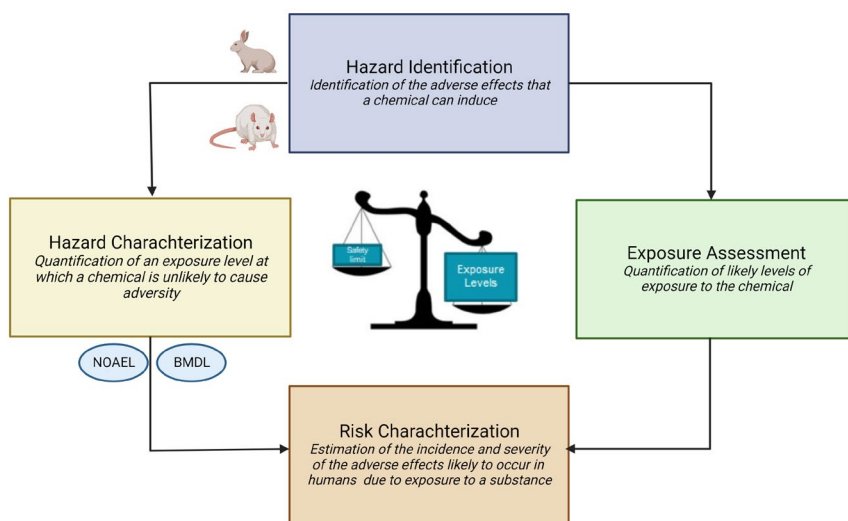 Hazard Identification
Identification of the adverse effects that
a chemical can induce
Hazard Charachterization
Quantification of an exposure level at
which a chemical is unlikely to cause
adversity
Safety
limit
Exposure
Levels
Exposure Assessment
Quantification of likely levels of
exposure to the chemical
NOAEL
BMDL
Risk Charachterization
Estimation of the incidence and severity
of the adverse effects likely to occur in
humans due to exposure to a substance